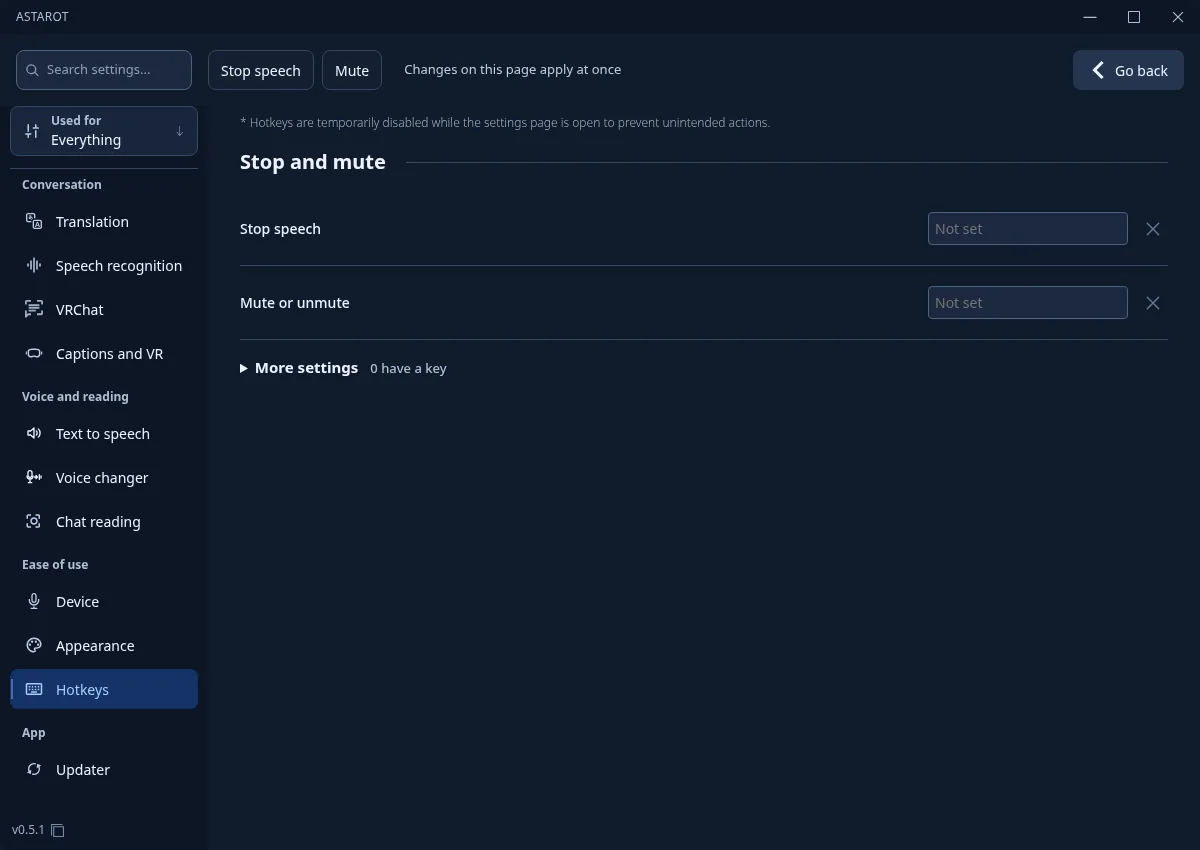 ASTAROT
Search settings...
Stop speech
Mute
Changes on this page apply at once
Go back
Used for
Everything
Conversation
Translation
Speech recognition
VRChat
Captions and VR
Voice and reading
Text to speech
Voice changer
Chat reading
Ease of use
Device
Appearance
Hotkeys
App
Updater
v0.5.1
* Hotkeys are temporarily disabled while the settings page is open to prevent unintended actions.
Stop and mute
Stop speech
Not set
Mute or unmute
Not set
More settings
0 have a key